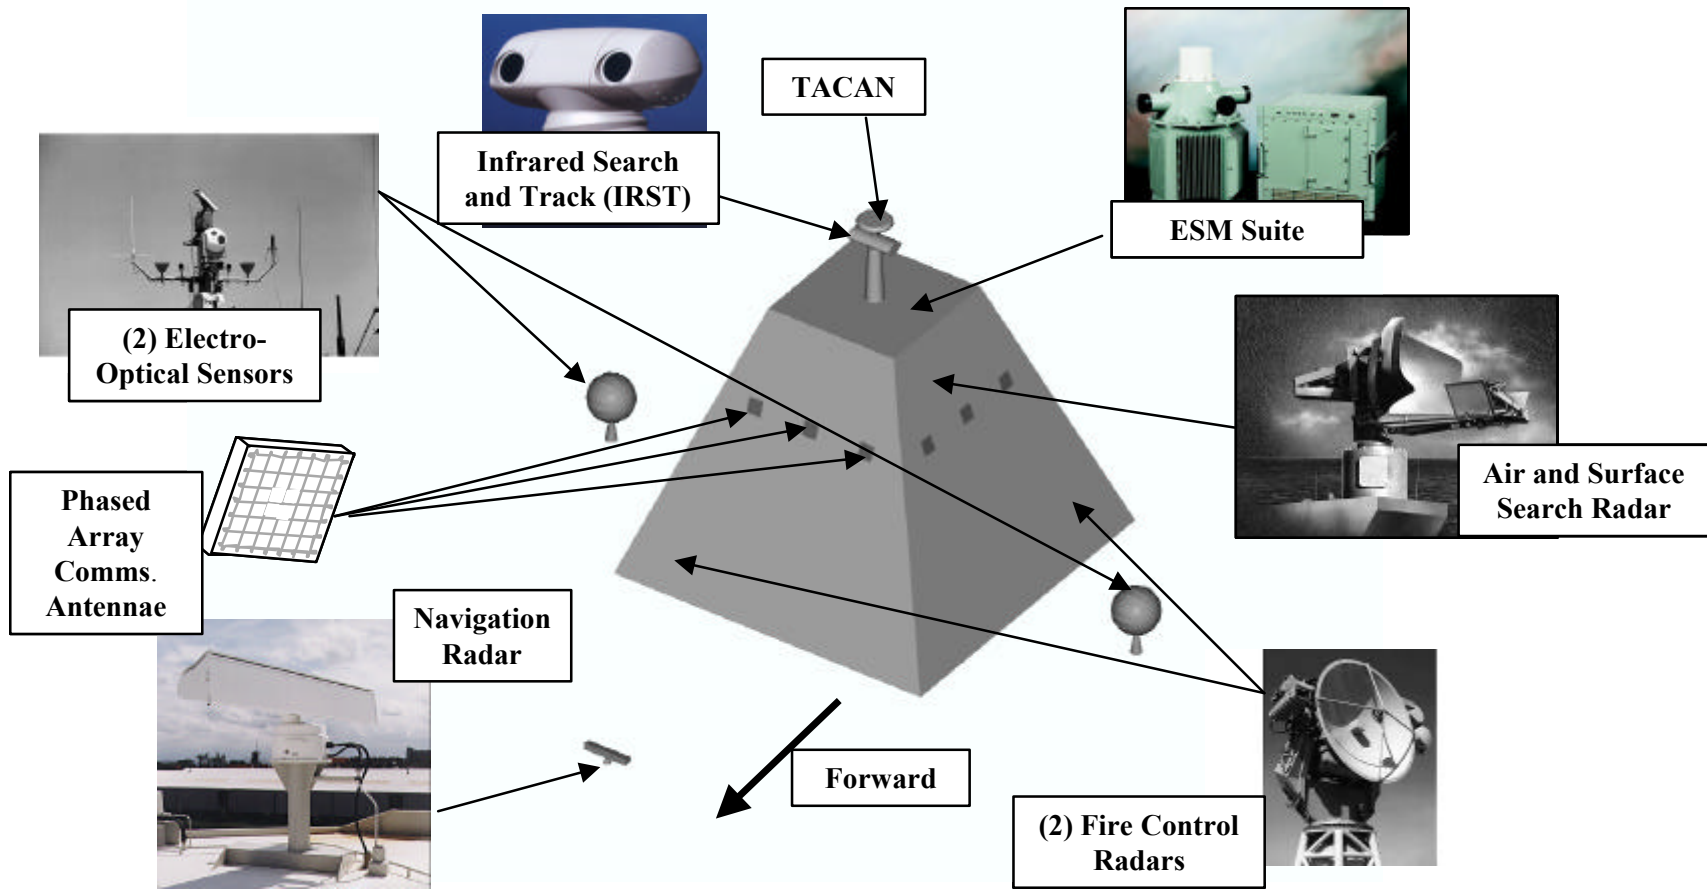 TACAN
Infrared Search
and Track (IRST)
ESM Suite
(2) Electro-
Optical Sensors
Air and Surface
Search Radar
Phased
Array
Comms.
Antennae
Navigation
Radar
Forward
(2) Fire Control
Radars